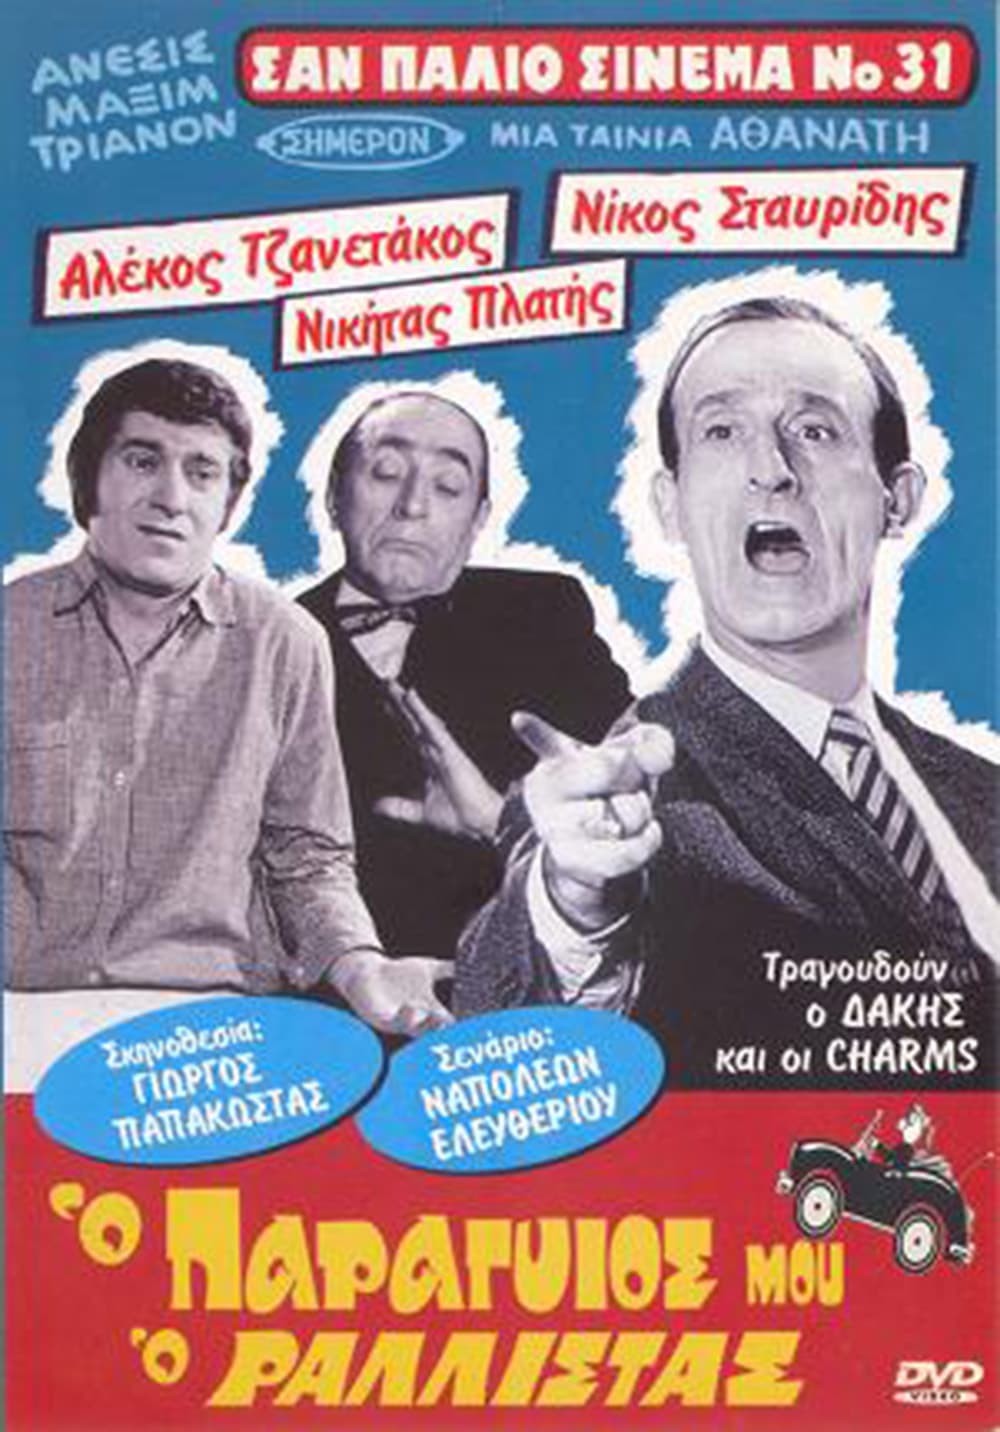 ΑΝΕΣΙΣ
ΜΑΞΙΜ
ΤΡΙΑΝΟΝ
ΣΑΝ ΠΑΛΙΟ ΣΙΝΕΜΑ Νο 31
ΣΗΜΕΡΟΝ ΜΙΑ ΤΑΙΝΙΑ ΑΘΑΝΑΤΗ
Αλέκος Τζανετάκος
Νίκος Σταυρίδης
Νικήτας Πλατής
Τραγουδούν
ο ΔΑΚΗΣ
και οι CHARMS
Σκηνοθεσία:
ΓΙΩΡΓΟΣ
ΠΑΠΑΚΩΣΤΑΣ
Σενάριο:
ΝΑΠΟΛΕΩΝ
ΕΛΕΥΘΕΡΙΟΥ
Ὁ ΠΑΡΑΓΥΙΟΣ ΜΟΥ
Ὁ ΡΑΛΛΙΣΤΑΣ
DVD
VIDEO